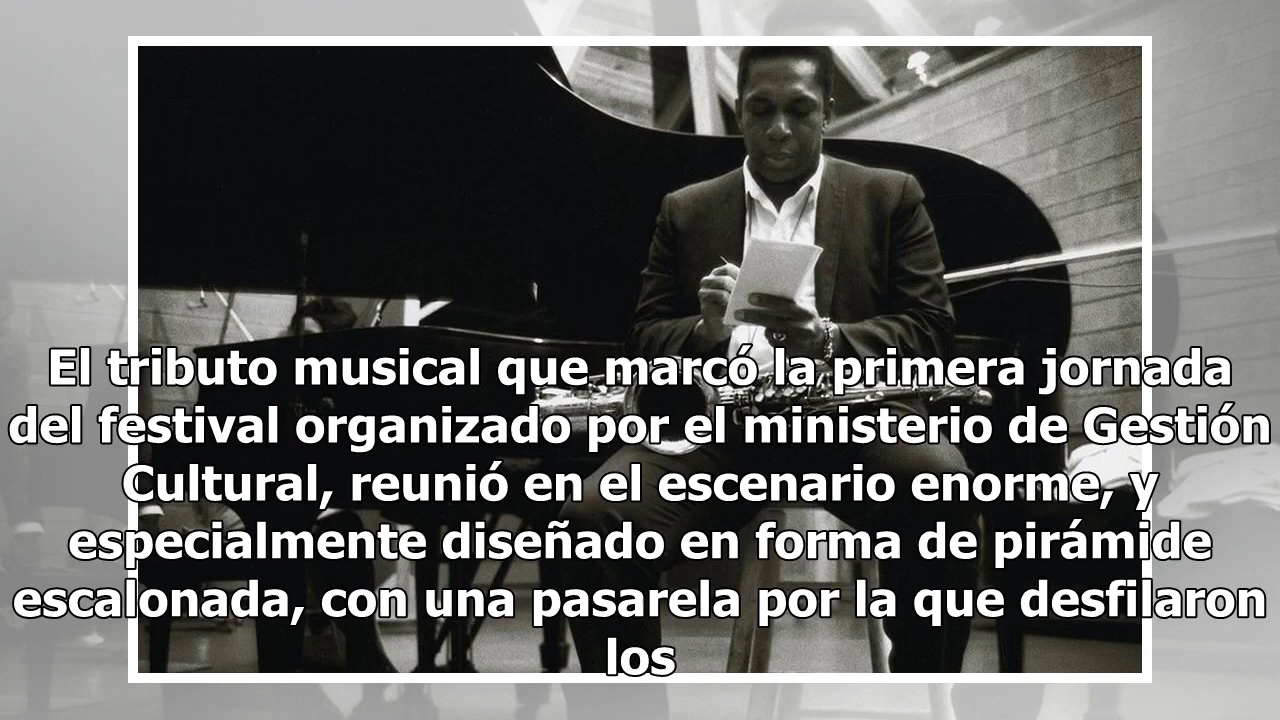 El tributo musical que marcó la primera jornada
del festival organizado por el ministerio de Gestión
Cultural, reunió en el escenario enorme, y
especialmente diseñado en forma de pirámide
escalonada, con una pasarela por la que desfilaron
los